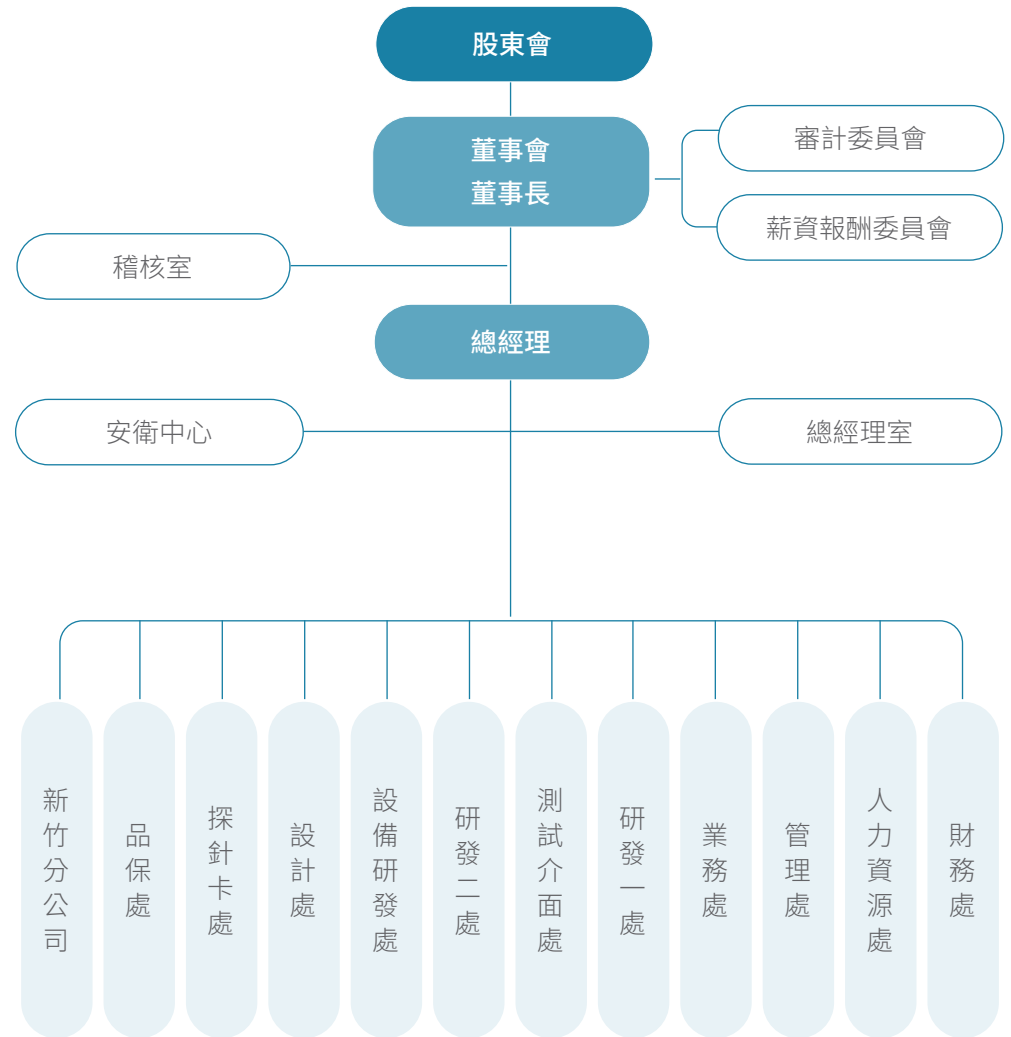 股東會
董事會
董事長
審計委員會
薪資報酬委員會
稽核室
總經理
安衛中心
總經理室
新竹分公司
品保處
探針卡處
設計處
設備研發處
研發二處
測試介面處
研發一處
業務處
管理處
人力資源處
財務處